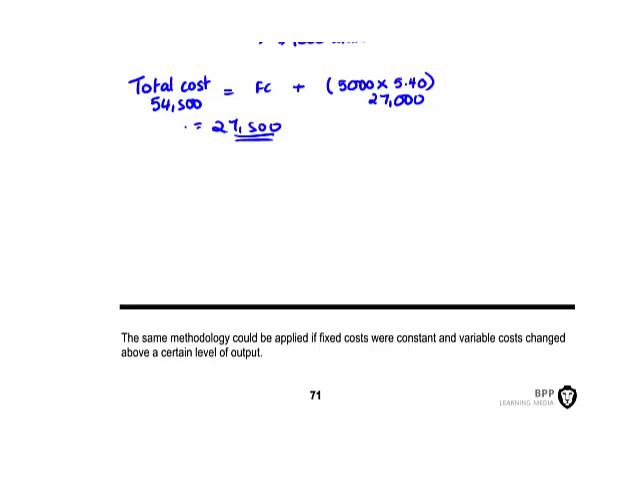 Total cost = FC + (5000 x 5.40)
54,500 27,000
∴ = 27,500
The same methodology could be applied if fixed costs were constant and variable costs changed
above a certain level of output.
71
BPP
LEARNING MEDIA